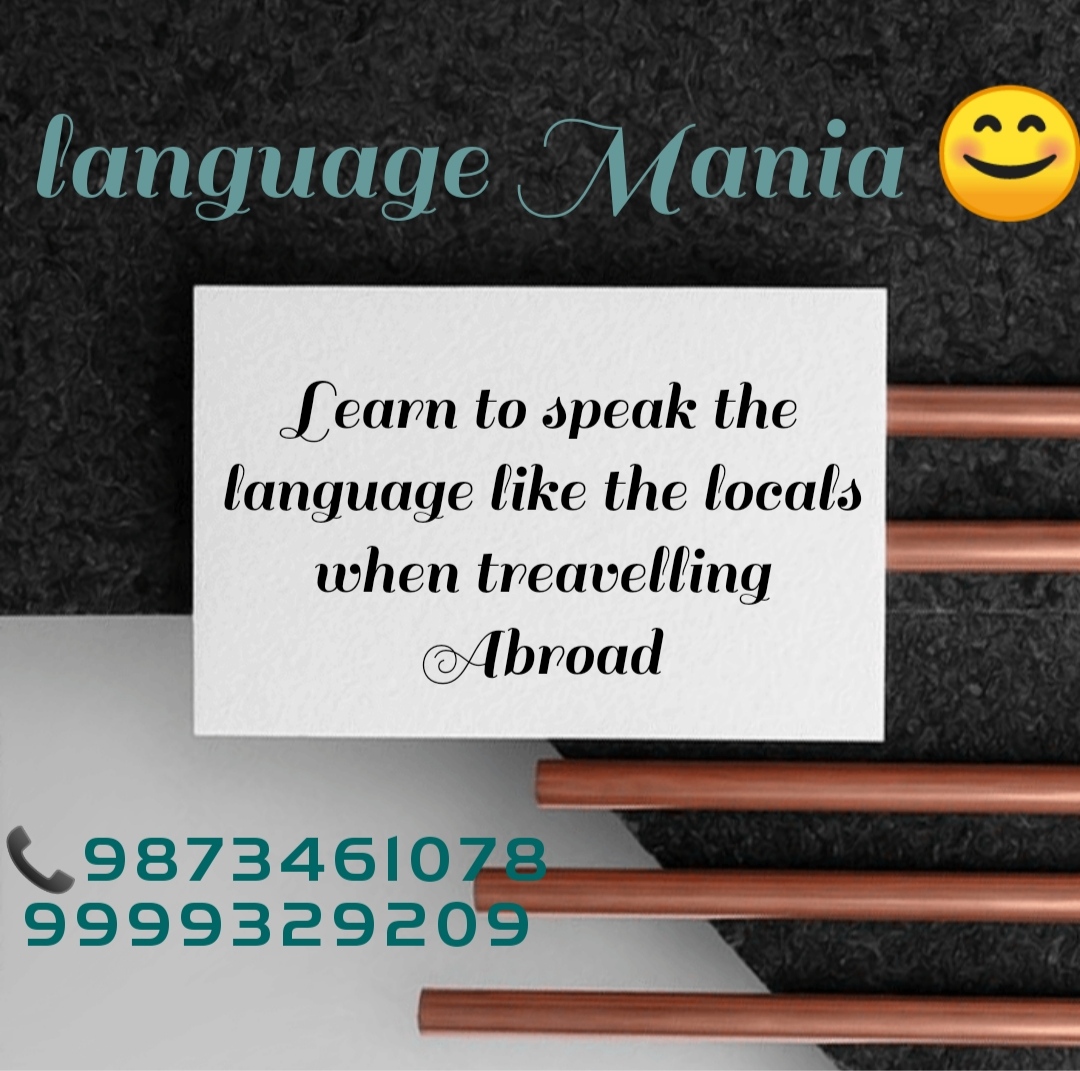 language Mania 😊
Learn to speak the
language like the locals
when treavelling
Abroad
📞9873461078
9999329209